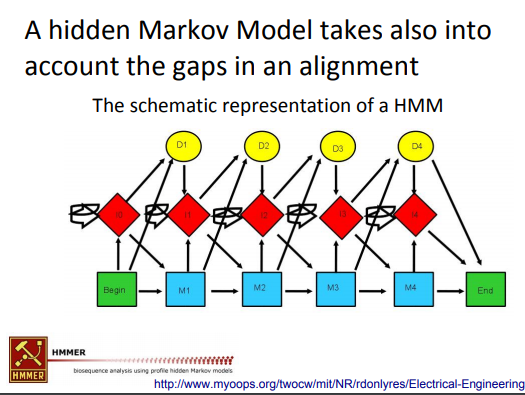 A hidden Markov Model takes also into
account the gaps in an alignment
The schematic representation of a HMM
D1 D2 D3 D4
I0 I1 I2 I3 I4
Begin M1 M2 M3 M4 End
HMMER
HMMER
biosequence analysis using profile hidden Markov models
http://www.myoops.org/twocw/mit/NR/rdonlyres/Electrical-Engineering